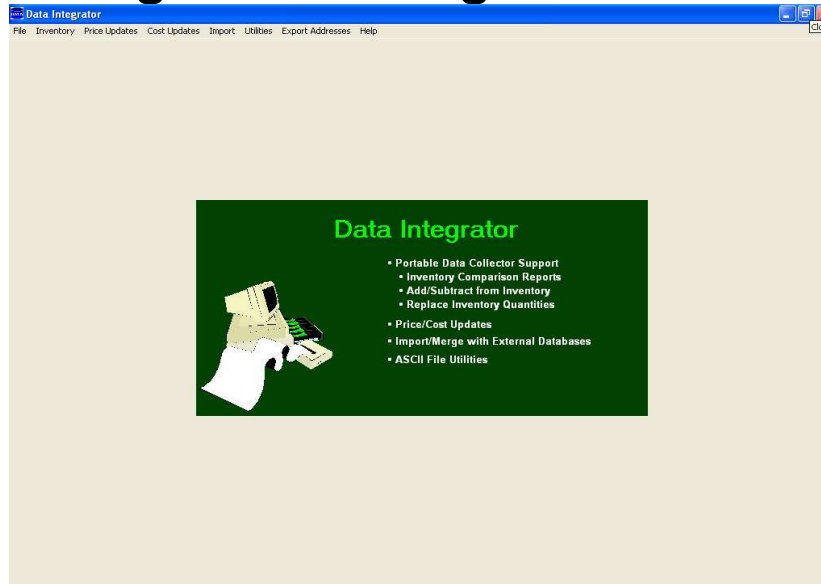 Data Integrator
File Inventory Price Updates Cost Updates Import Utilities Export Addresses Help
Data Integrator
▪ Portable Data Collector Support
▪ Inventory Comparison Reports
▪ Add/Subtract from Inventory
▪ Replace Inventory Quantities
▪ Price/Cost Updates
▪ Import/Merge with External Databases
▪ ASCII File Utilities